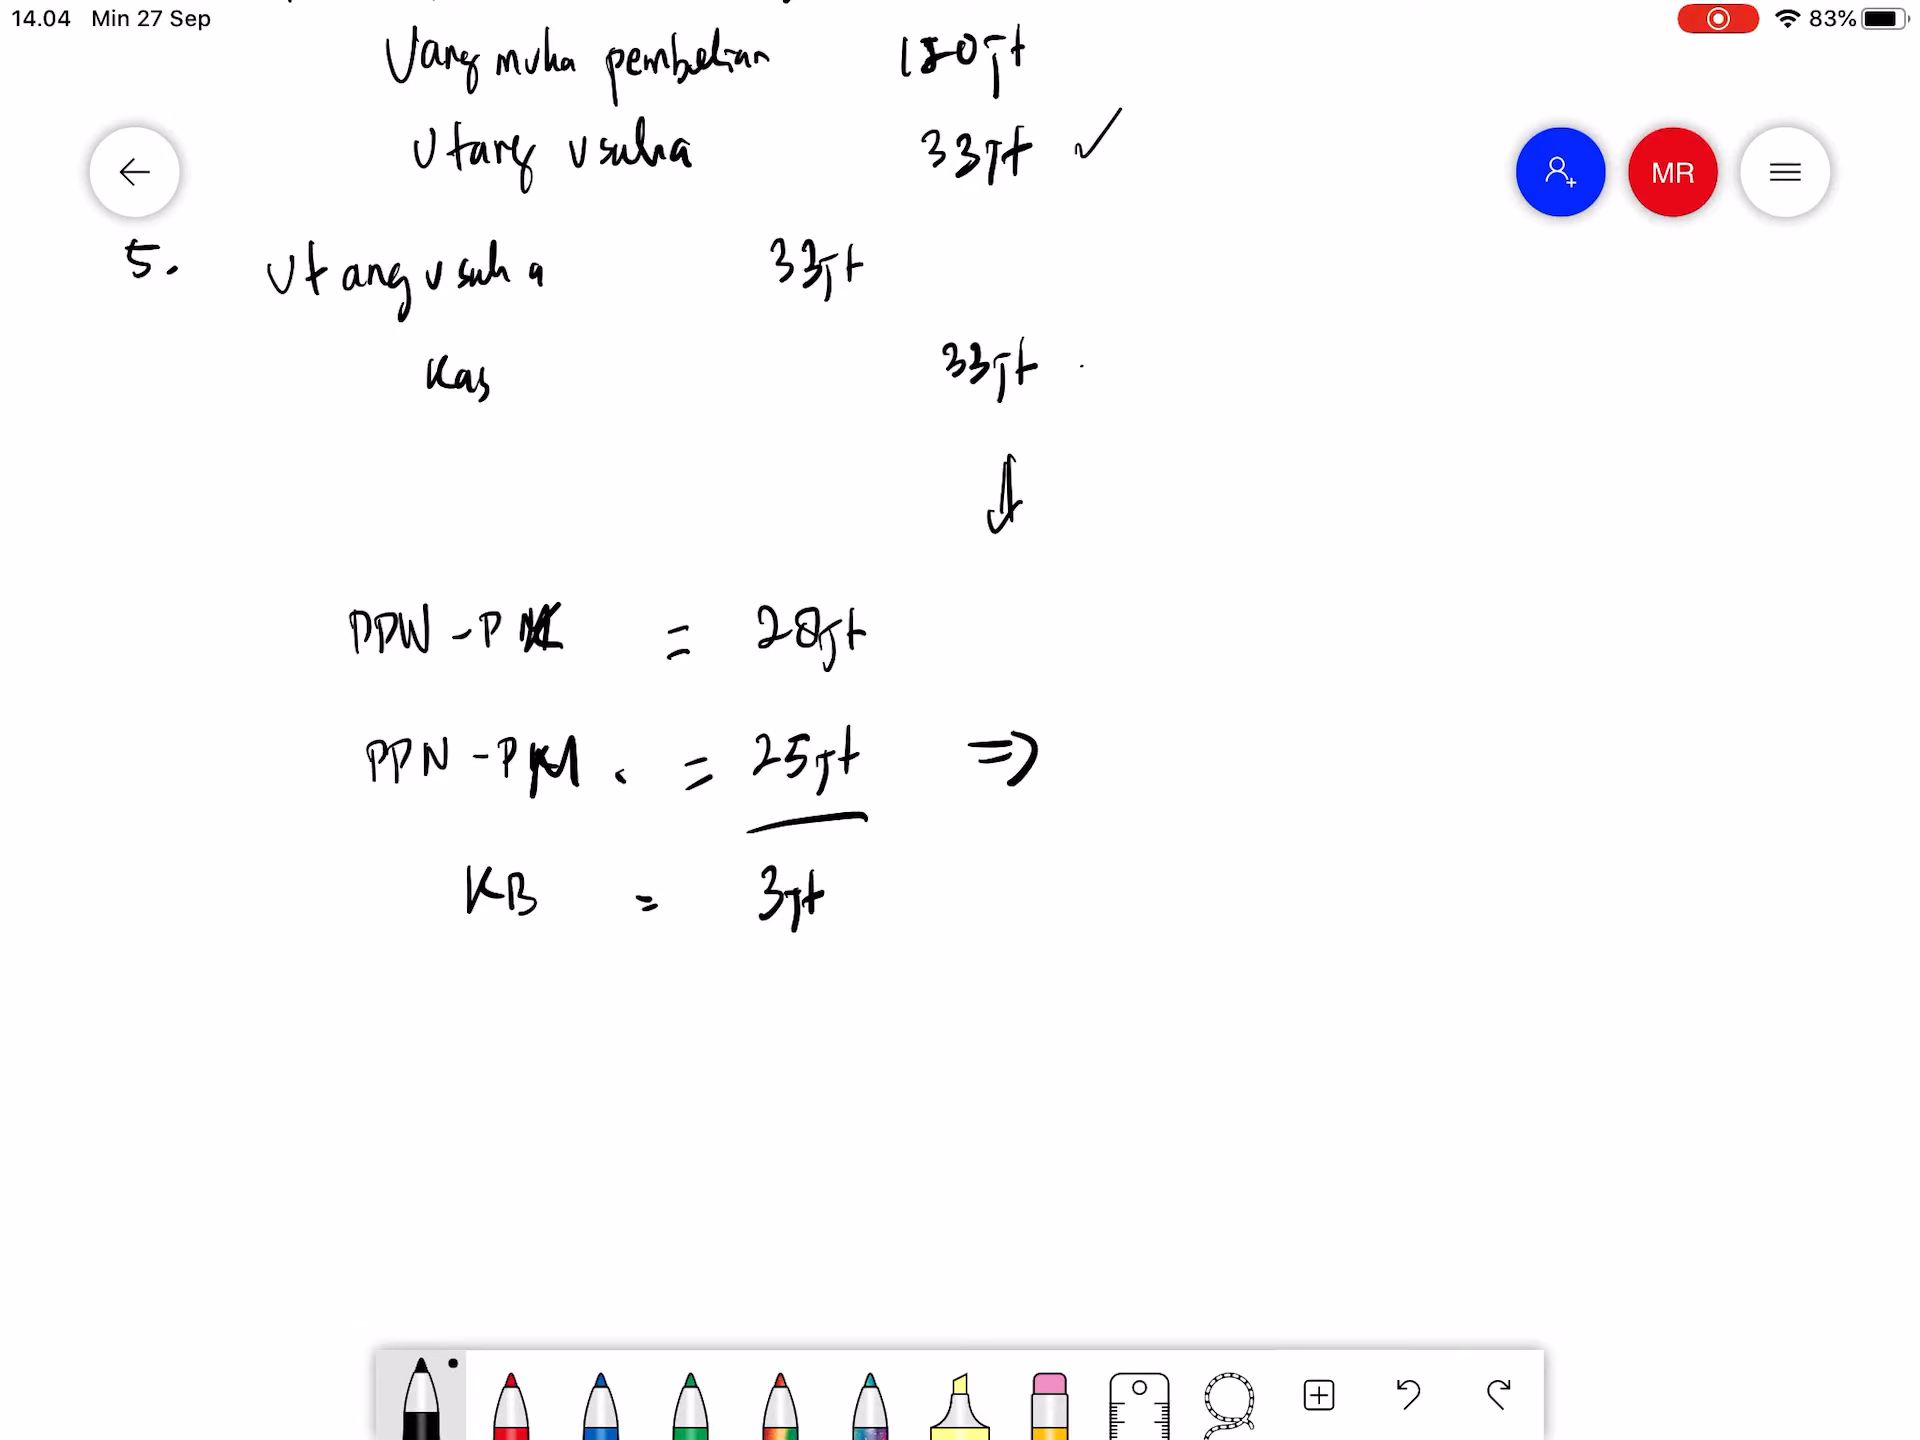 14.04 Min 27 Sep 83%
Uang muka pembelian 150jt
Utang usaha 33jt ✓
MR
5. Utang usaha 33jt
Kas 33jt
PPN - PK = 28jt
PPN - PM = 25jt =>
KB = 3jt